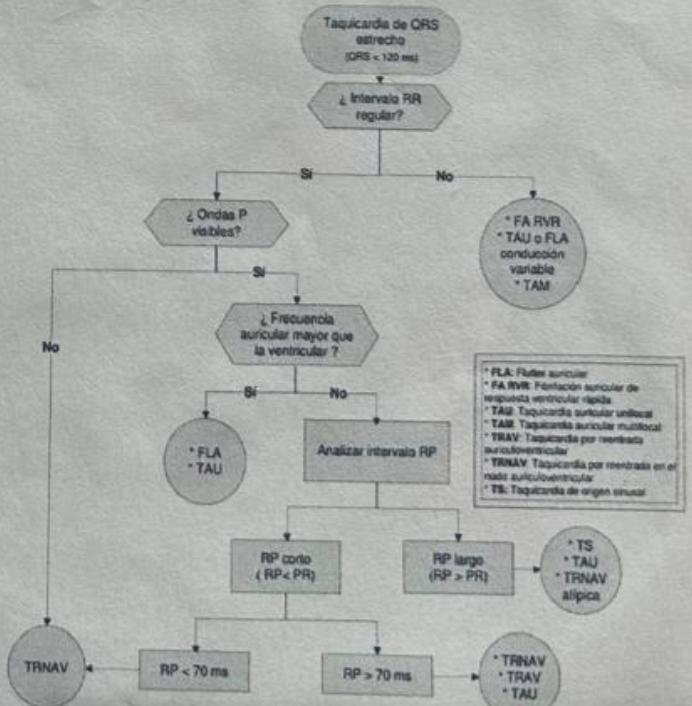 Taquicardia de QRS
estrecho
(QRS < 120 ms)
¿ Intervalo RR
regular?
Sí
No
¿ Ondas P
visibles?
* FA RVR
* TAU o FLA
conducción
variable
* TAM
Sí
No
¿ Frecuencia
auricular mayor que
la ventricular ?
Sí
No
* FLA
* TAU
Analizar intervalo RP
* FLA: Flutter auricular
* FA RVR: Fibrilación auricular de
respuesta ventricular rápida
* TAU: Taquicardia auricular unifocal
* TAM: Taquicardia auricular multifocal
* TRAV: Taquicardia por reentrada
auriculoventricular
* TRNAV: Taquicardia por reentrada en el
nodo auriculoventricular
* TS: Taquicardia de origen sinusal
RP corto
( RP< PR)
RP largo
(RP > PR)
* TS
* TAU
* TRNAV
atípica
TRNAV
RP < 70 ms
RP > 70 ms
* TRNAV
* TRAV
* TAU